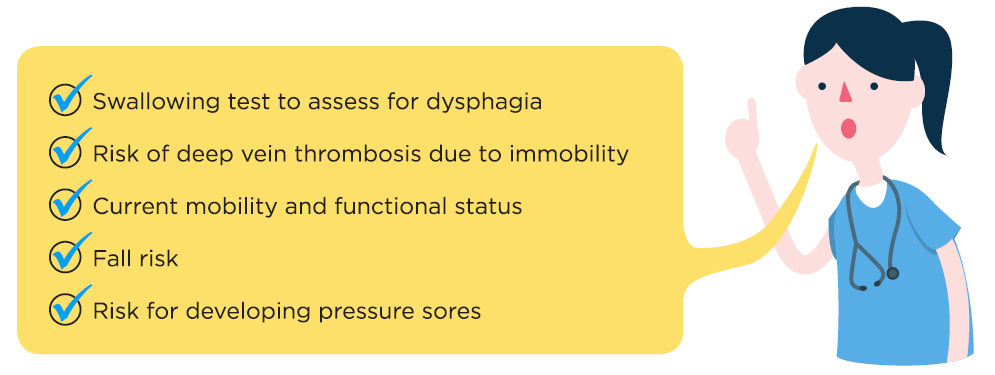 Swallowing test to assess for dysphagia
Risk of deep vein thrombosis due to immobility
Current mobility and functional status
Fall risk
Risk for developing pressure sores